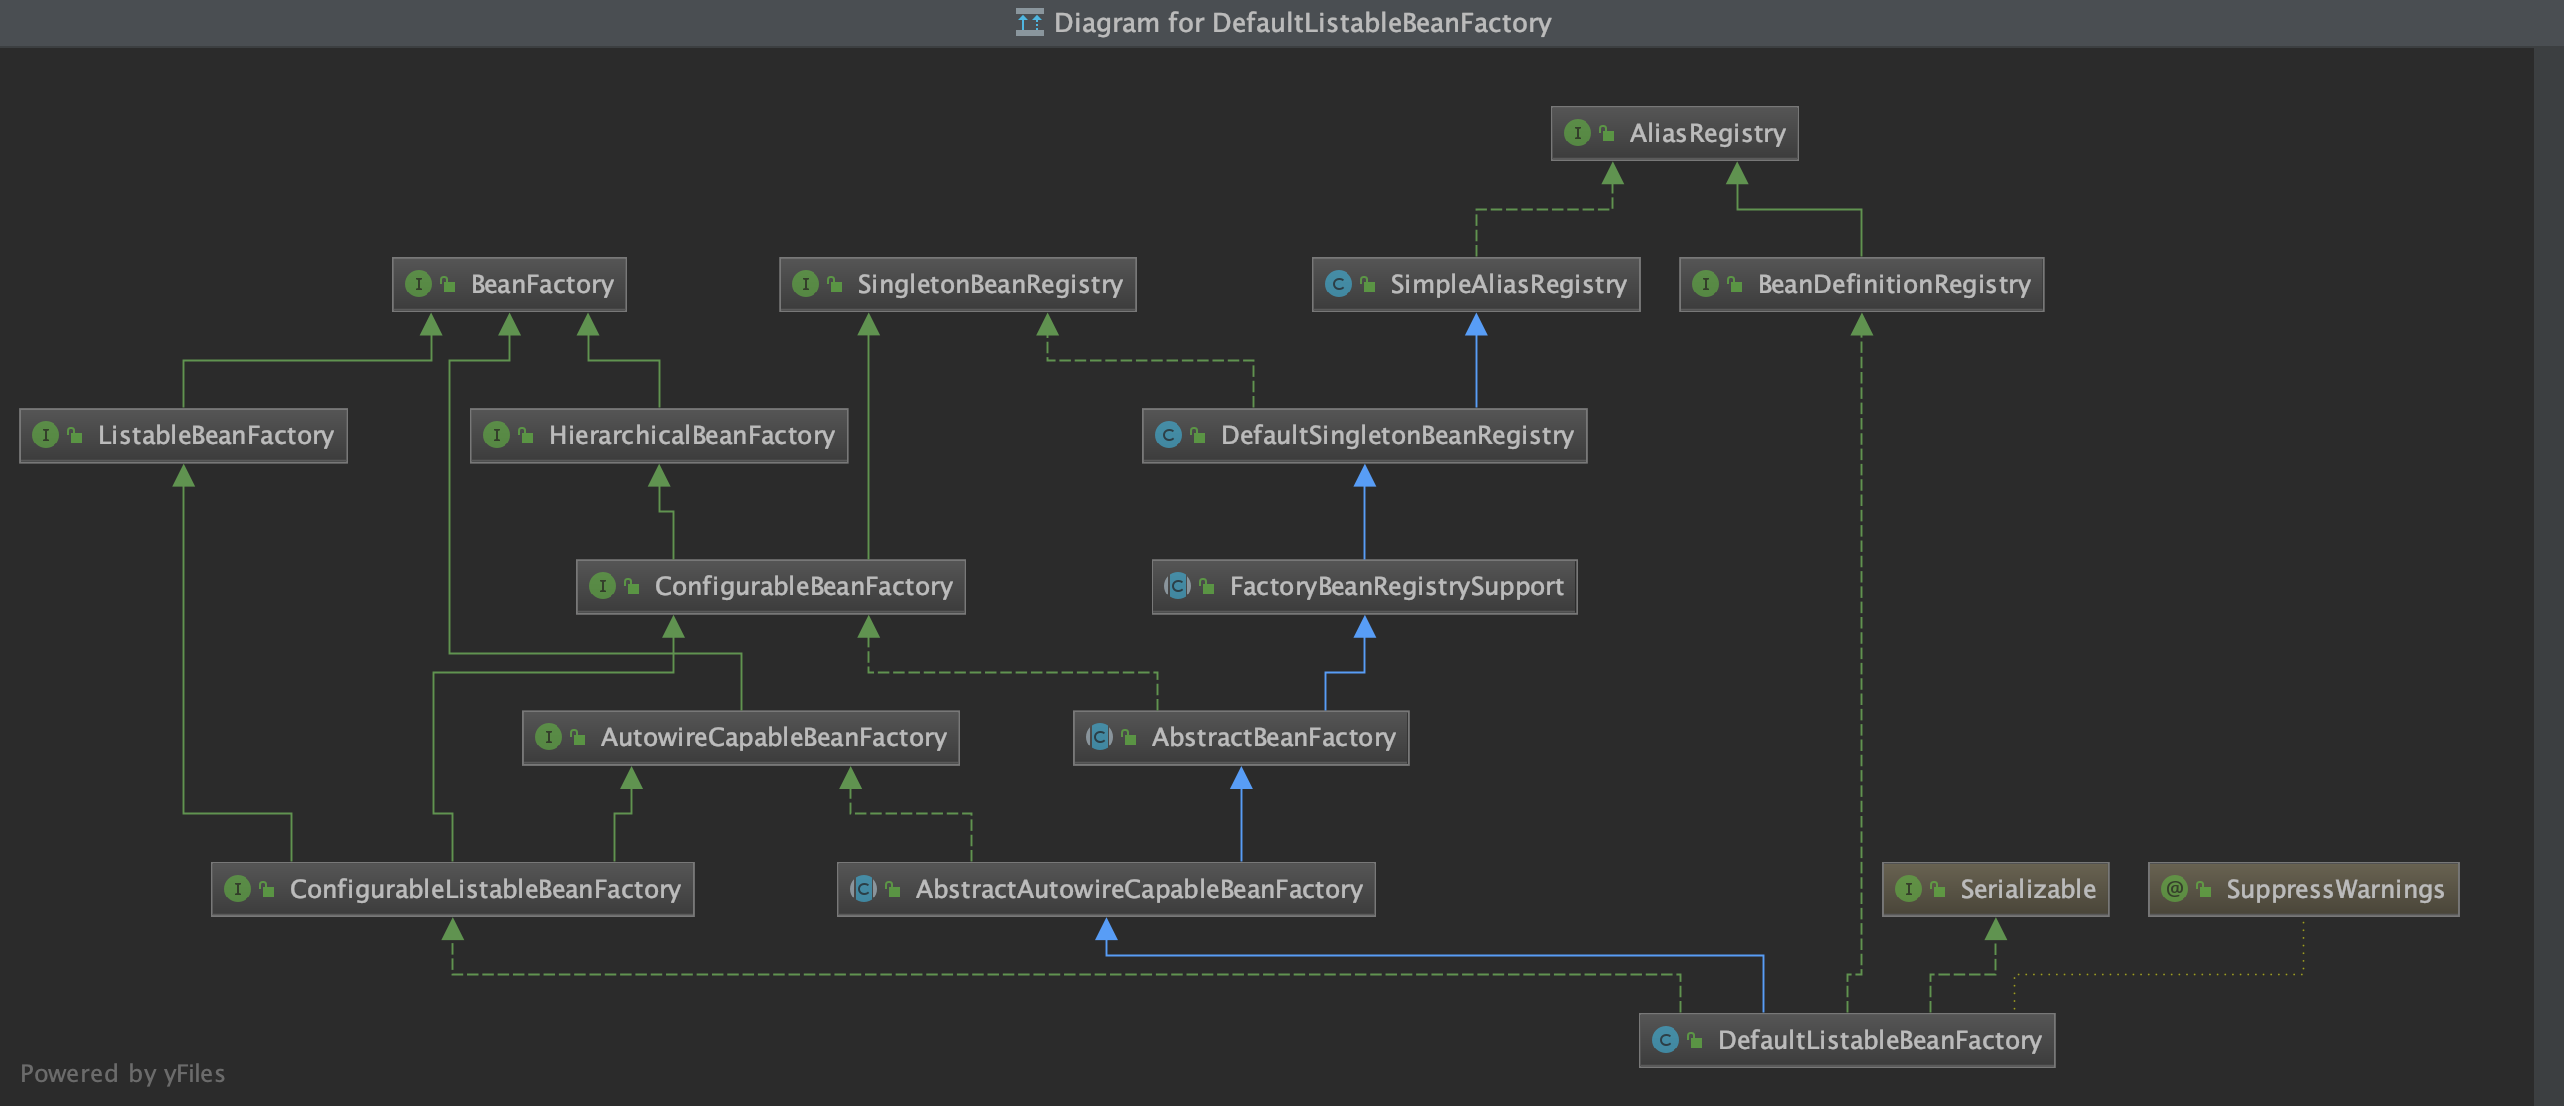 Diagram for DefaultListableBeanFactory
I AliasRegistry
I BeanFactory
I SingletonBeanRegistry
C SimpleAliasRegistry
I BeanDefinitionRegistry
I ListableBeanFactory
I HierarchicalBeanFactory
C DefaultSingletonBeanRegistry
I ConfigurableBeanFactory
C FactoryBeanRegistrySupport
I AutowireCapableBeanFactory
C AbstractBeanFactory
I ConfigurableListableBeanFactory
C AbstractAutowireCapableBeanFactory
I Serializable
@ SuppressWarnings
C DefaultListableBeanFactory
Powered by yFiles